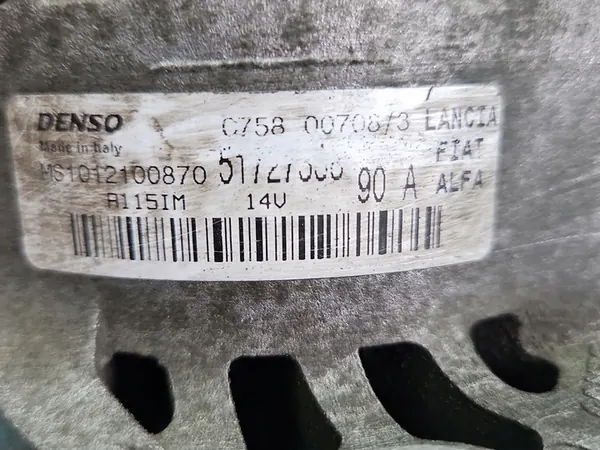 DENSO C758 00708/3 LANCIA
Made in Italy FIAT
MS1012100870 90 A ALFA
A115IM 14V